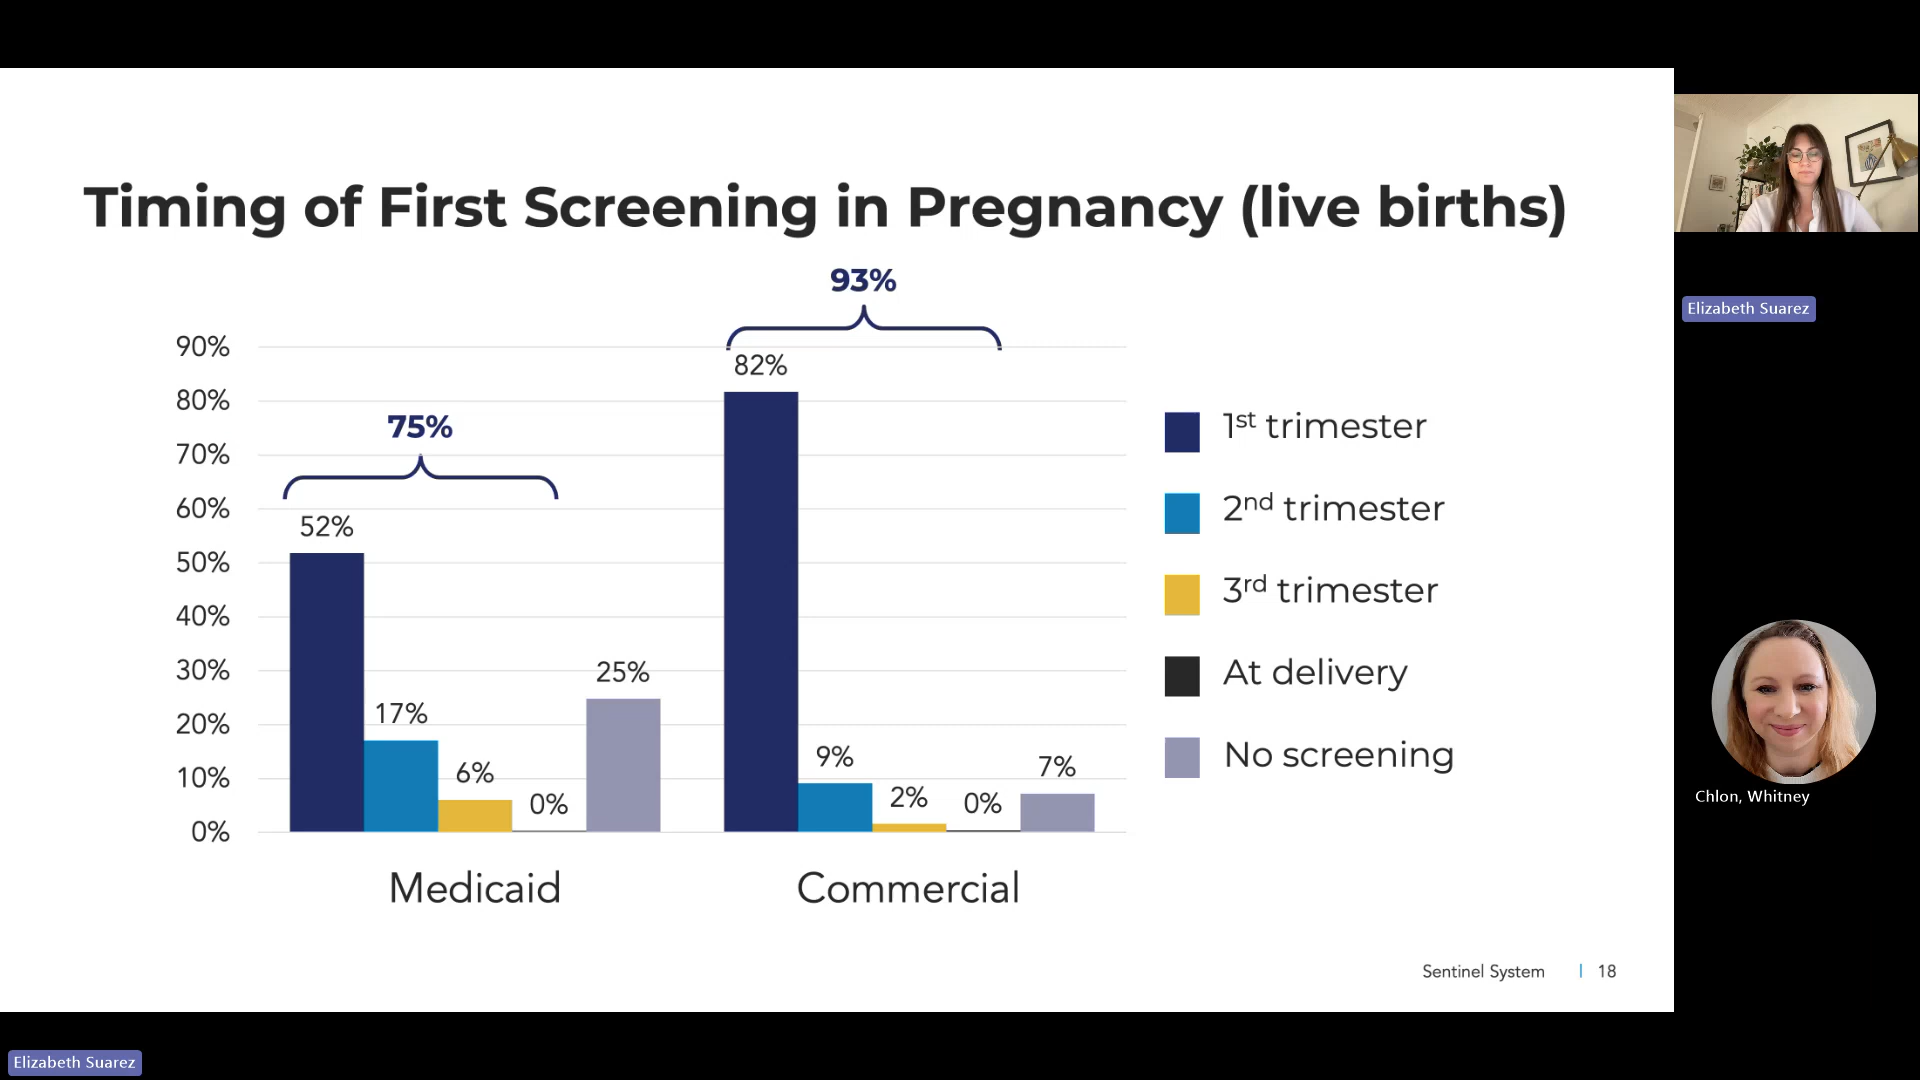 Timing of First Screening in Pregnancy (live births)
93%
90%
82%
80%
75%
70%
60%
52%
50%
40%
30%
25%
20%
17%
10%
9%
7%
6%
2%
0%
0%
0%
Medicaid
Commercial
1st trimester
2nd trimester
3rd trimester
At delivery
No screening
Sentinel System | 18
Elizabeth Suarez
Chlon, Whitney
Elizabeth Suarez